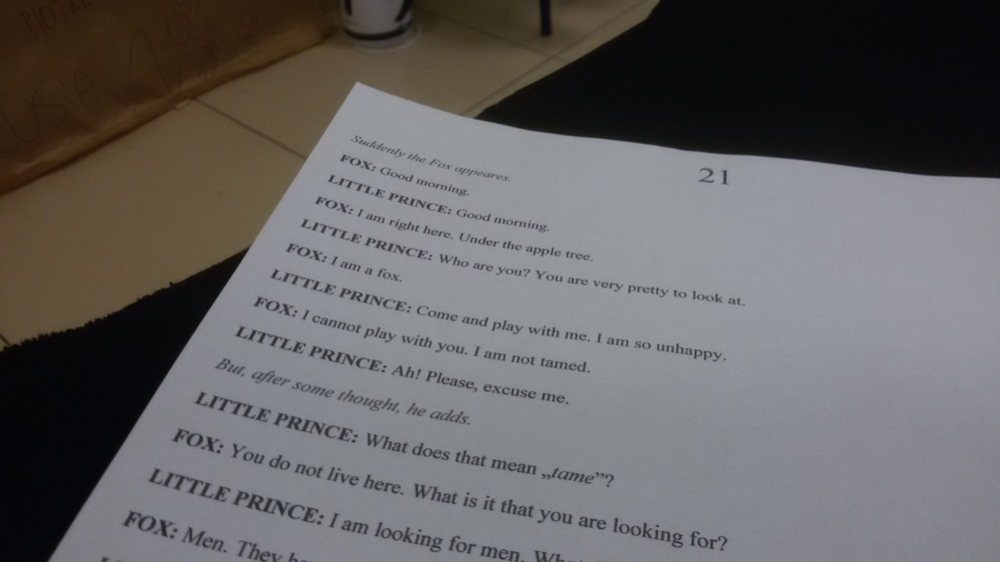 PIOTR
21
Suddenly the Fox appeares.
FOX: Good morning.
LITTLE PRINCE: Good morning.
FOX: I am right here. Under the apple tree.
LITTLE PRINCE: Who are you? You are very pretty to look at.
FOX: I am a fox.
LITTLE PRINCE: Come and play with me. I am so unhappy.
FOX: I cannot play with you. I am not tamed.
LITTLE PRINCE: Ah! Please, excuse me.
But, after some thought, he adds.
LITTLE PRINCE: What does that mean „tame”?
FOX: You do not live here. What is it that you are looking for?
LITTLE PRINCE: I am looking for men.
FOX: Men. They